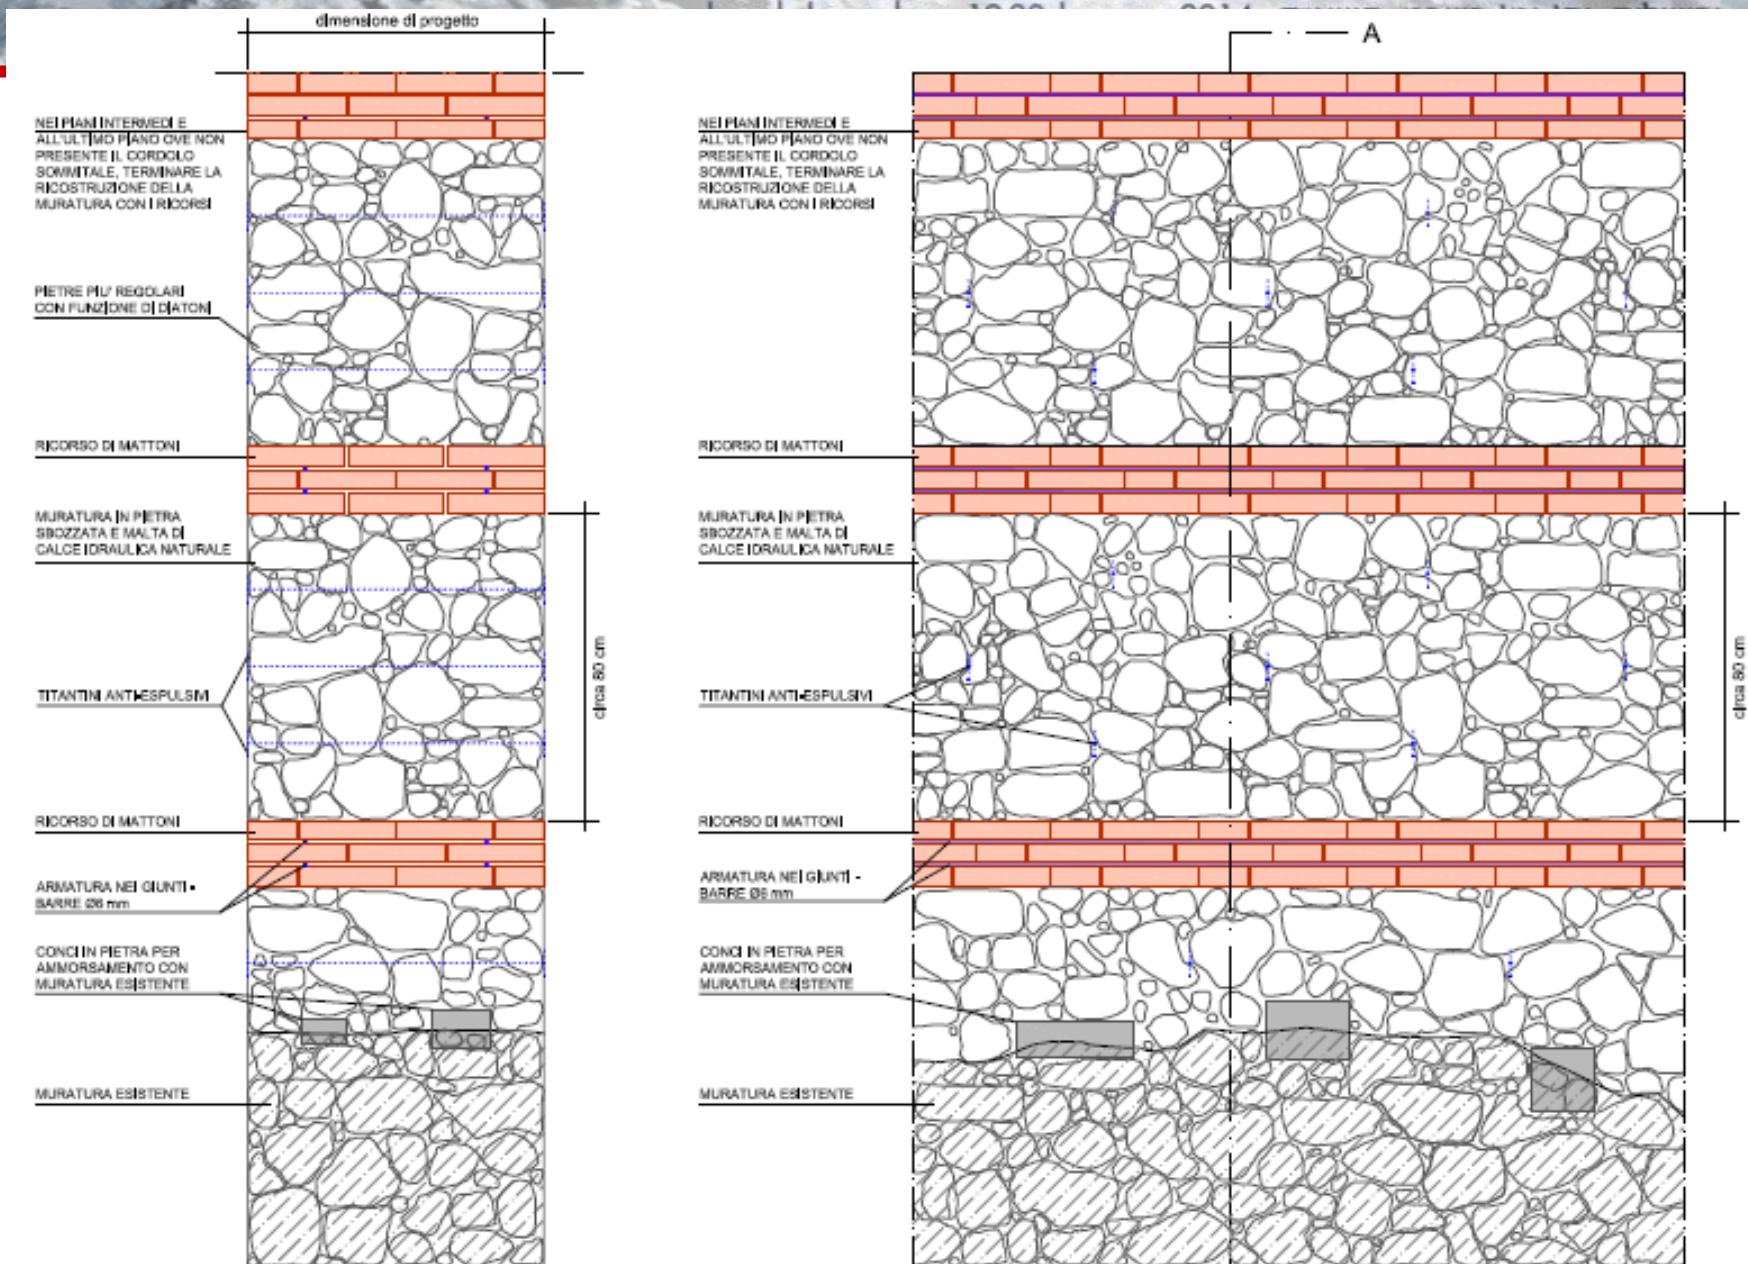 dimensione di progetto
A
NEI PIANI INTERMEDI E
ALL'ULTIMO PIANO OVE NON
PRESENTE IL CORDOLO
SOMMITALE, TERMINARE LA
RICOSTRUZIONE DELLA
MURATURA CON I RICORSI
PIETRE PIU' REGOLARI
CON FUNZIONE DI DIATONI
RICORSO DI MATTONI
MURATURA IN PIETRA
SBOZZATA E MALTA DI
CALCE IDRAULICA NATURALE
circa 80 cm
TITANTINI ANTI-ESPULSIVI
RICORSO DI MATTONI
ARMATURA NEI GIUNTI -
BARRE Ø6 mm
CONCI IN PIETRA PER
AMMORSAMENTO CON
MURATURA ESISTENTE
MURATURA ESISTENTE
NEI PIANI INTERMEDI E
ALL'ULTIMO PIANO OVE NON
PRESENTE IL CORDOLO
SOMMITALE, TERMINARE LA
RICOSTRUZIONE DELLA
MURATURA CON I RICORSI
RICORSO DI MATTONI
MURATURA IN PIETRA
SBOZZATA E MALTA DI
CALCE IDRAULICA NATURALE
circa 80 cm
TITANTINI ANTI-ESPULSIVI
RICORSO DI MATTONI
ARMATURA NEI GIUNTI -
BARRE Ø6 mm
CONCI IN PIETRA PER
AMMORSAMENTO CON
MURATURA ESISTENTE
MURATURA ESISTENTE